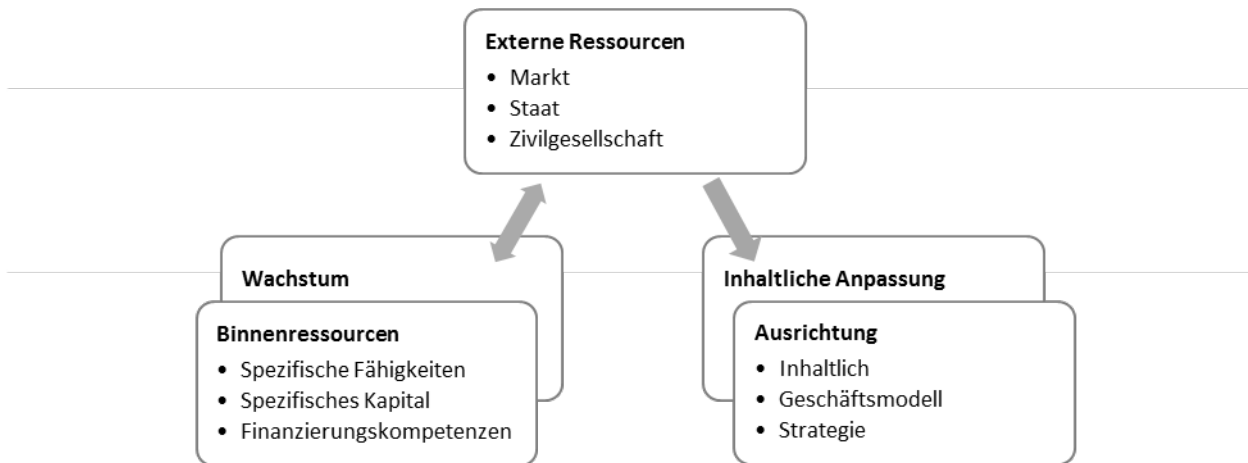 Externe Ressourcen
• Markt
• Staat
• Zivilgesellschaft
Wachstum
Binnenressourcen
• Spezifische Fähigkeiten
• Spezifisches Kapital
• Finanzierungskompetenzen
Inhaltliche Anpassung
Ausrichtung
• Inhaltlich
• Geschäftsmodell
• Strategie